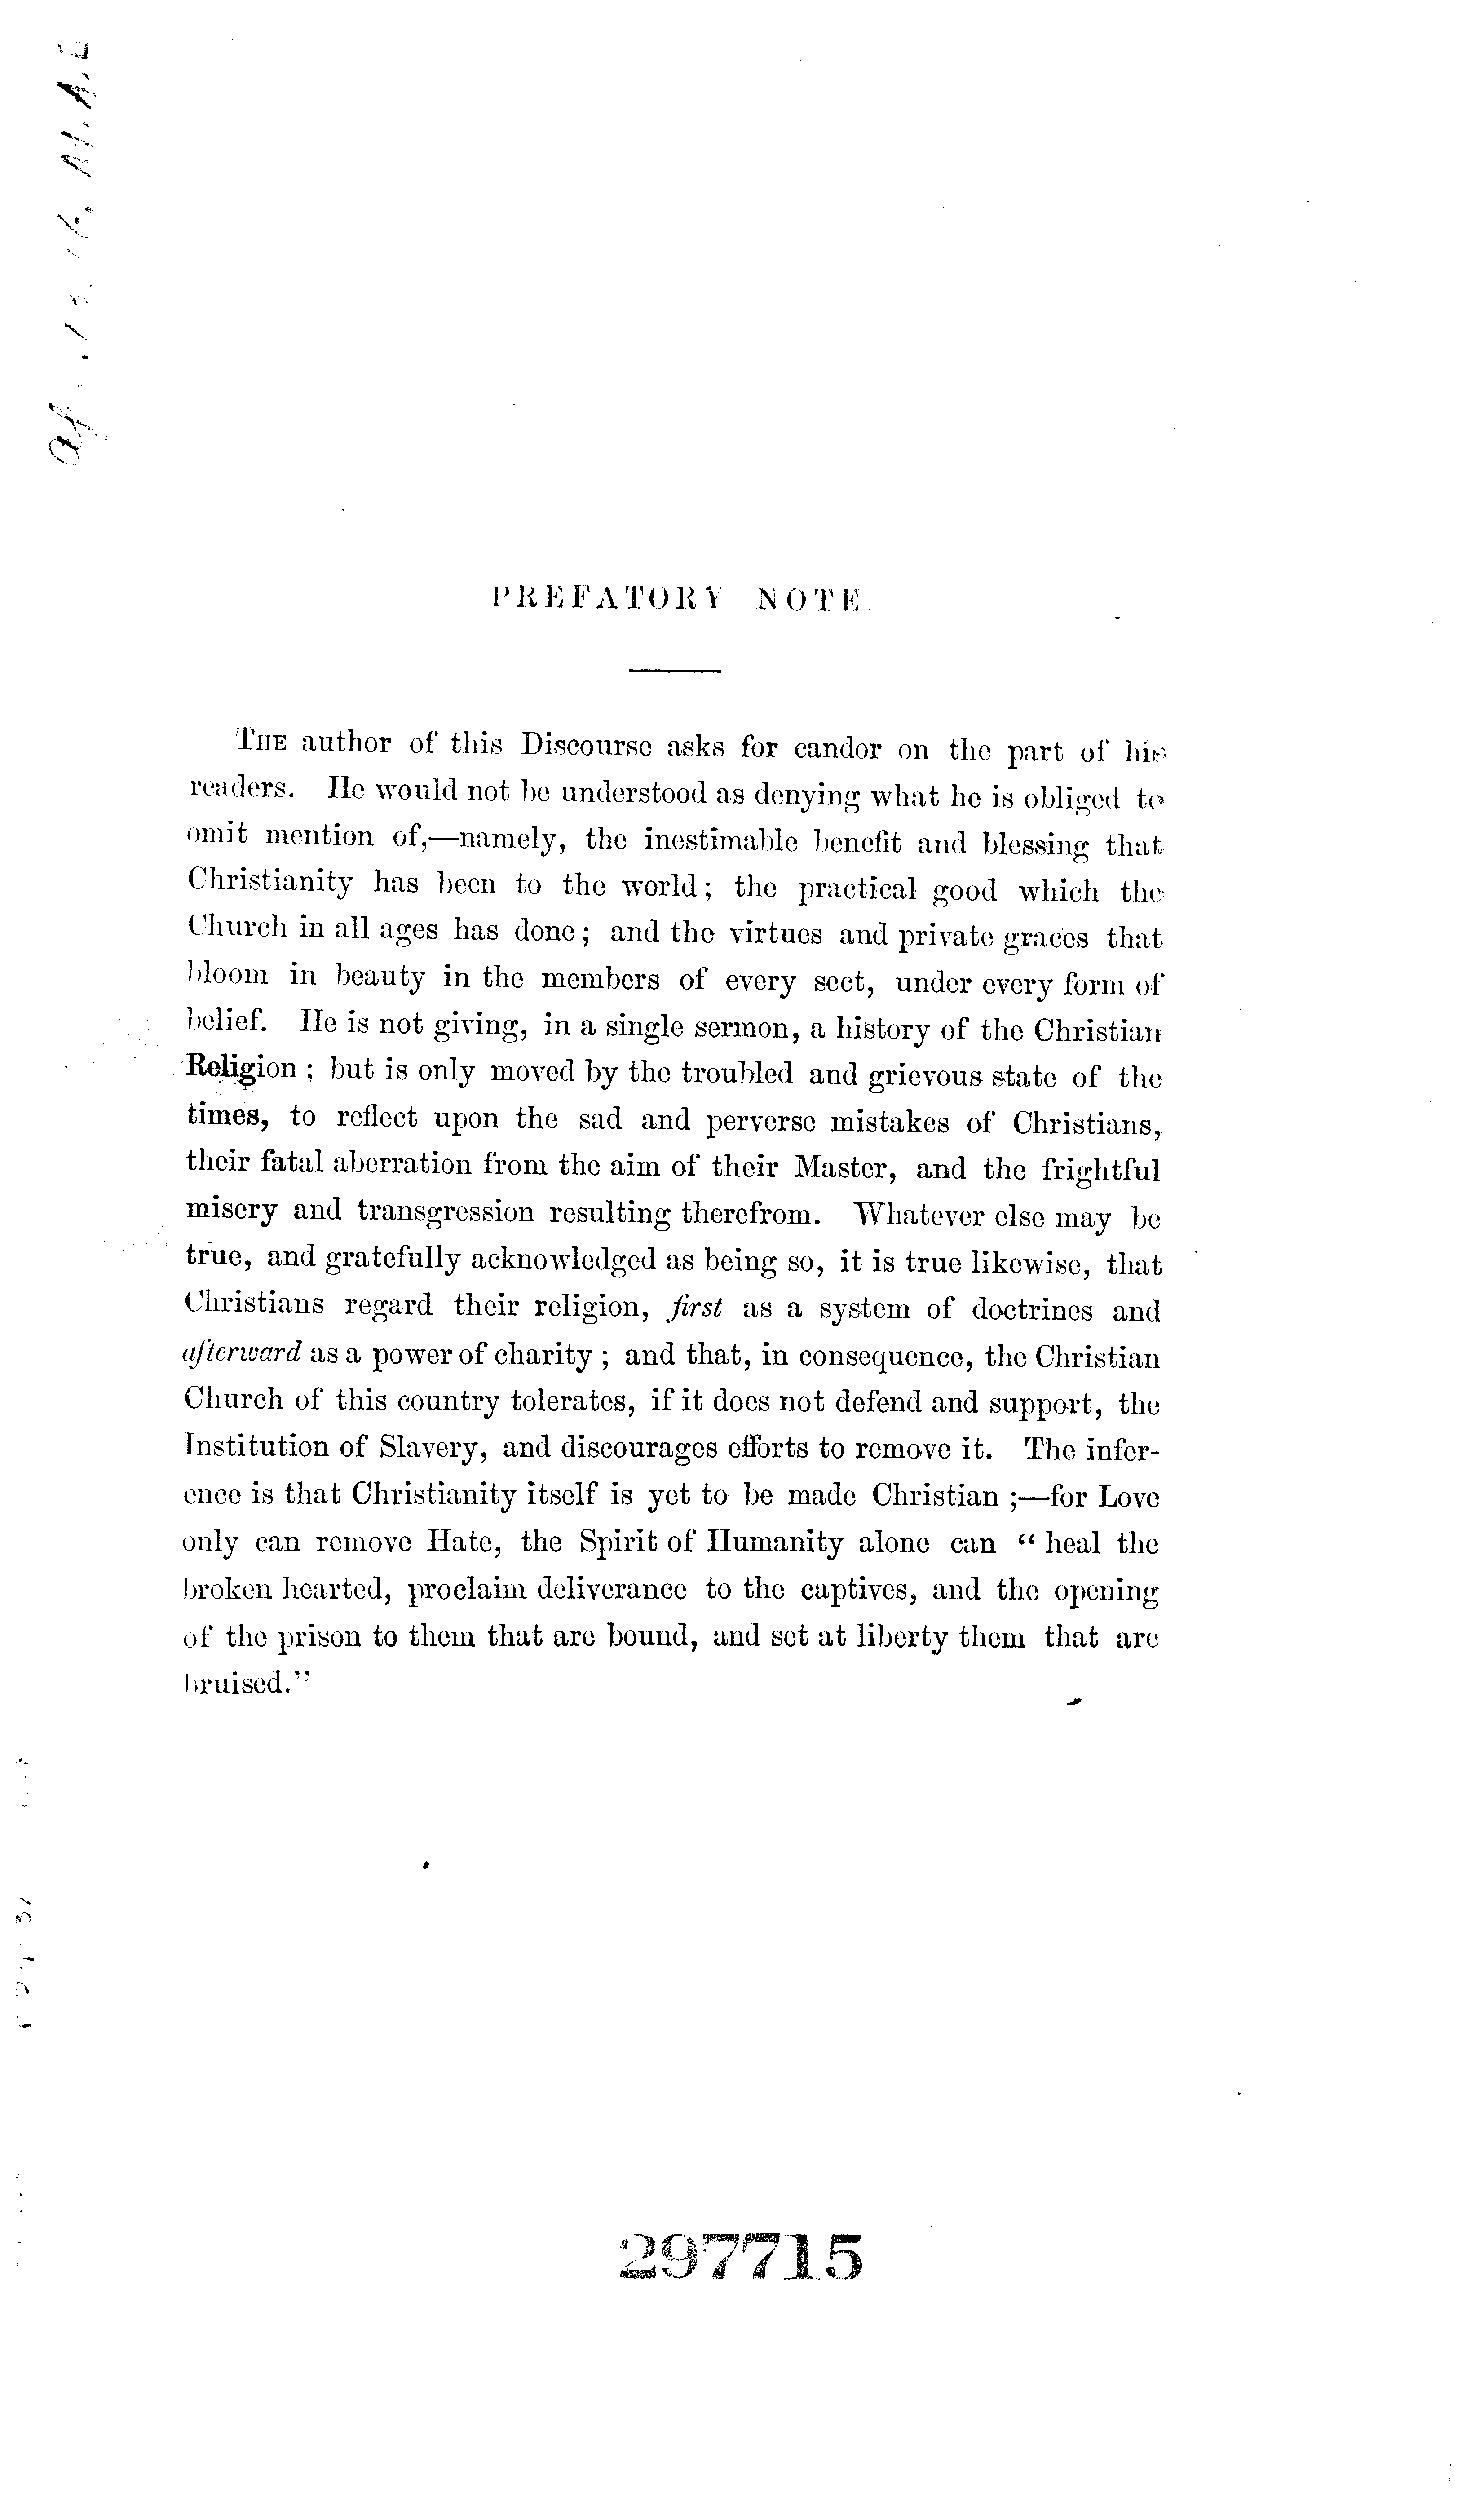 PREFATORY NOTE
THE author of this Discourse asks for candor on the part of his
readers. He would not be understood as denying what he is obliged to
omit mention of,—namely, the inestimable benefit and blessing that
Christianity has been to the world; the practical good which the
Church in all ages has done; and the virtues and private graces that
bloom in beauty in the members of every sect, under every form of
belief. He is not giving, in a single sermon, a history of the Christian
Religion; but is only moved by the troubled and grievous state of the
times, to reflect upon the sad and perverse mistakes of Christians,
their fatal aberration from the aim of their Master, and the frightful
misery and transgression resulting therefrom. Whatever else may be
true, and gratefully acknowledged as being so, it is true likewise, that
Christians regard their religion, first as a system of doctrines and
afterward as a power of charity; and that, in consequence, the Christian
Church of this country tolerates, if it does not defend and support, the
Institution of Slavery, and discourages efforts to remove it. The infer-
ence is that Christianity itself is yet to be made Christian;—for Love
only can remove Hate, the Spirit of Humanity alone can "heal the
broken hearted, proclaim deliverance to the captives, and the opening
of the prison to them that are bound, and set at liberty them that are
bruised."
297715